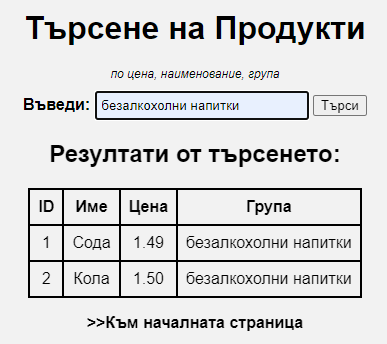 Търсене на Продукти
по цена, наименование, група
Въведи: безалкохолни напитки Търси
Резултати от търсенето:
ID Име Цена Група
1 Сода 1.49 безалкохолни напитки
2 Кола 1.50 безалкохолни напитки
>>Към началната страница